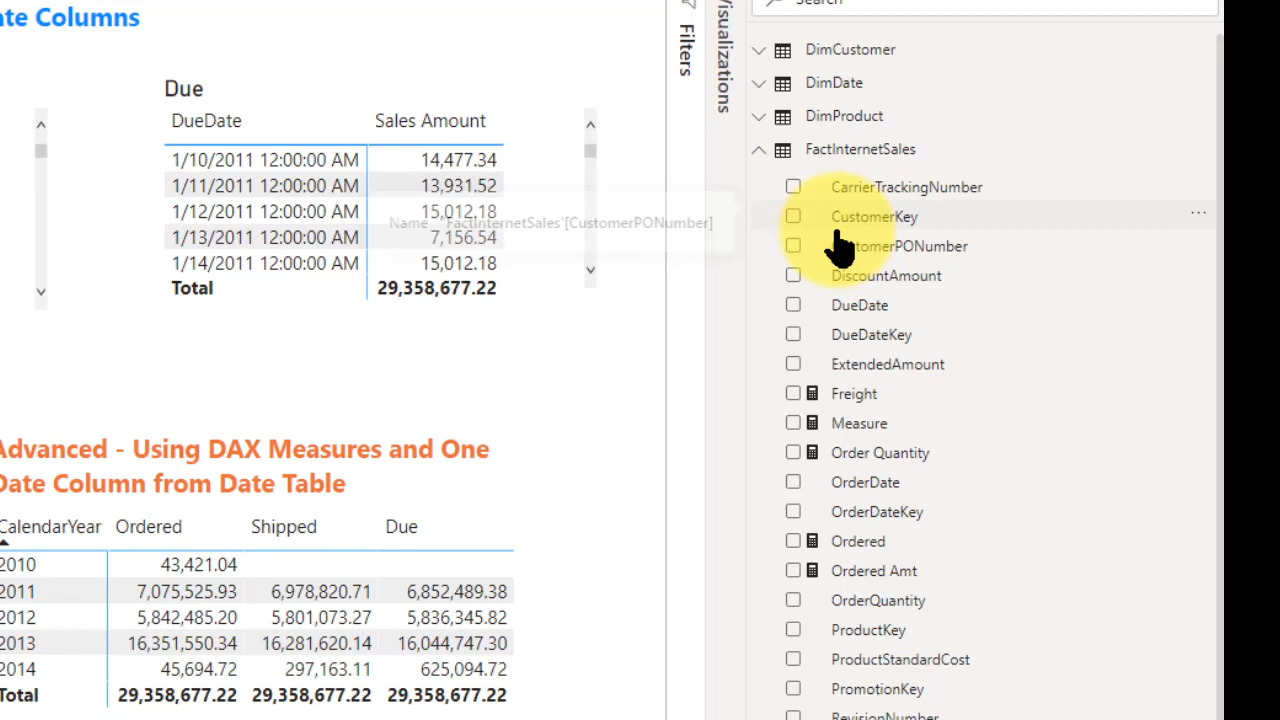 te Columns
Due
DueDate Sales Amount
1/10/2011 12:00:00 AM 14,477.34
1/11/2011 12:00:00 AM 13,931.52
1/12/2011 12:00:00 AM 15,012.18
1/13/2011 12:00:00 AM 7,156.54
1/14/2011 12:00:00 AM 15,012.18
Total 29,358,677.22
Name FactInternetSales'[CustomerPONumber]
Advanced - Using DAX Measures and One
Date Column from Date Table
CalendarYear Ordered Shipped Due
2010 43,421.04
2011 7,075,525.93 6,978,820.71 6,852,489.38
2012 5,842,485.20 5,801,073.27 5,836,345.82
2013 16,351,550.34 16,281,620.14 16,044,747.30
2014 45,694.72 297,163.11 625,094.72
Total 29,358,677.22 29,358,677.22 29,358,677.22
Filters
Visualizations
Search
DimCustomer
DimDate
DimProduct
FactInternetSales
CarrierTrackingNumber
CustomerKey
...
CustomerPONumber
DiscountAmount
DueDate
DueDateKey
ExtendedAmount
Freight
Measure
Order Quantity
OrderDate
OrderDateKey
Ordered
Ordered Amt
OrderQuantity
ProductKey
ProductStandardCost
PromotionKey
RevisionNumber